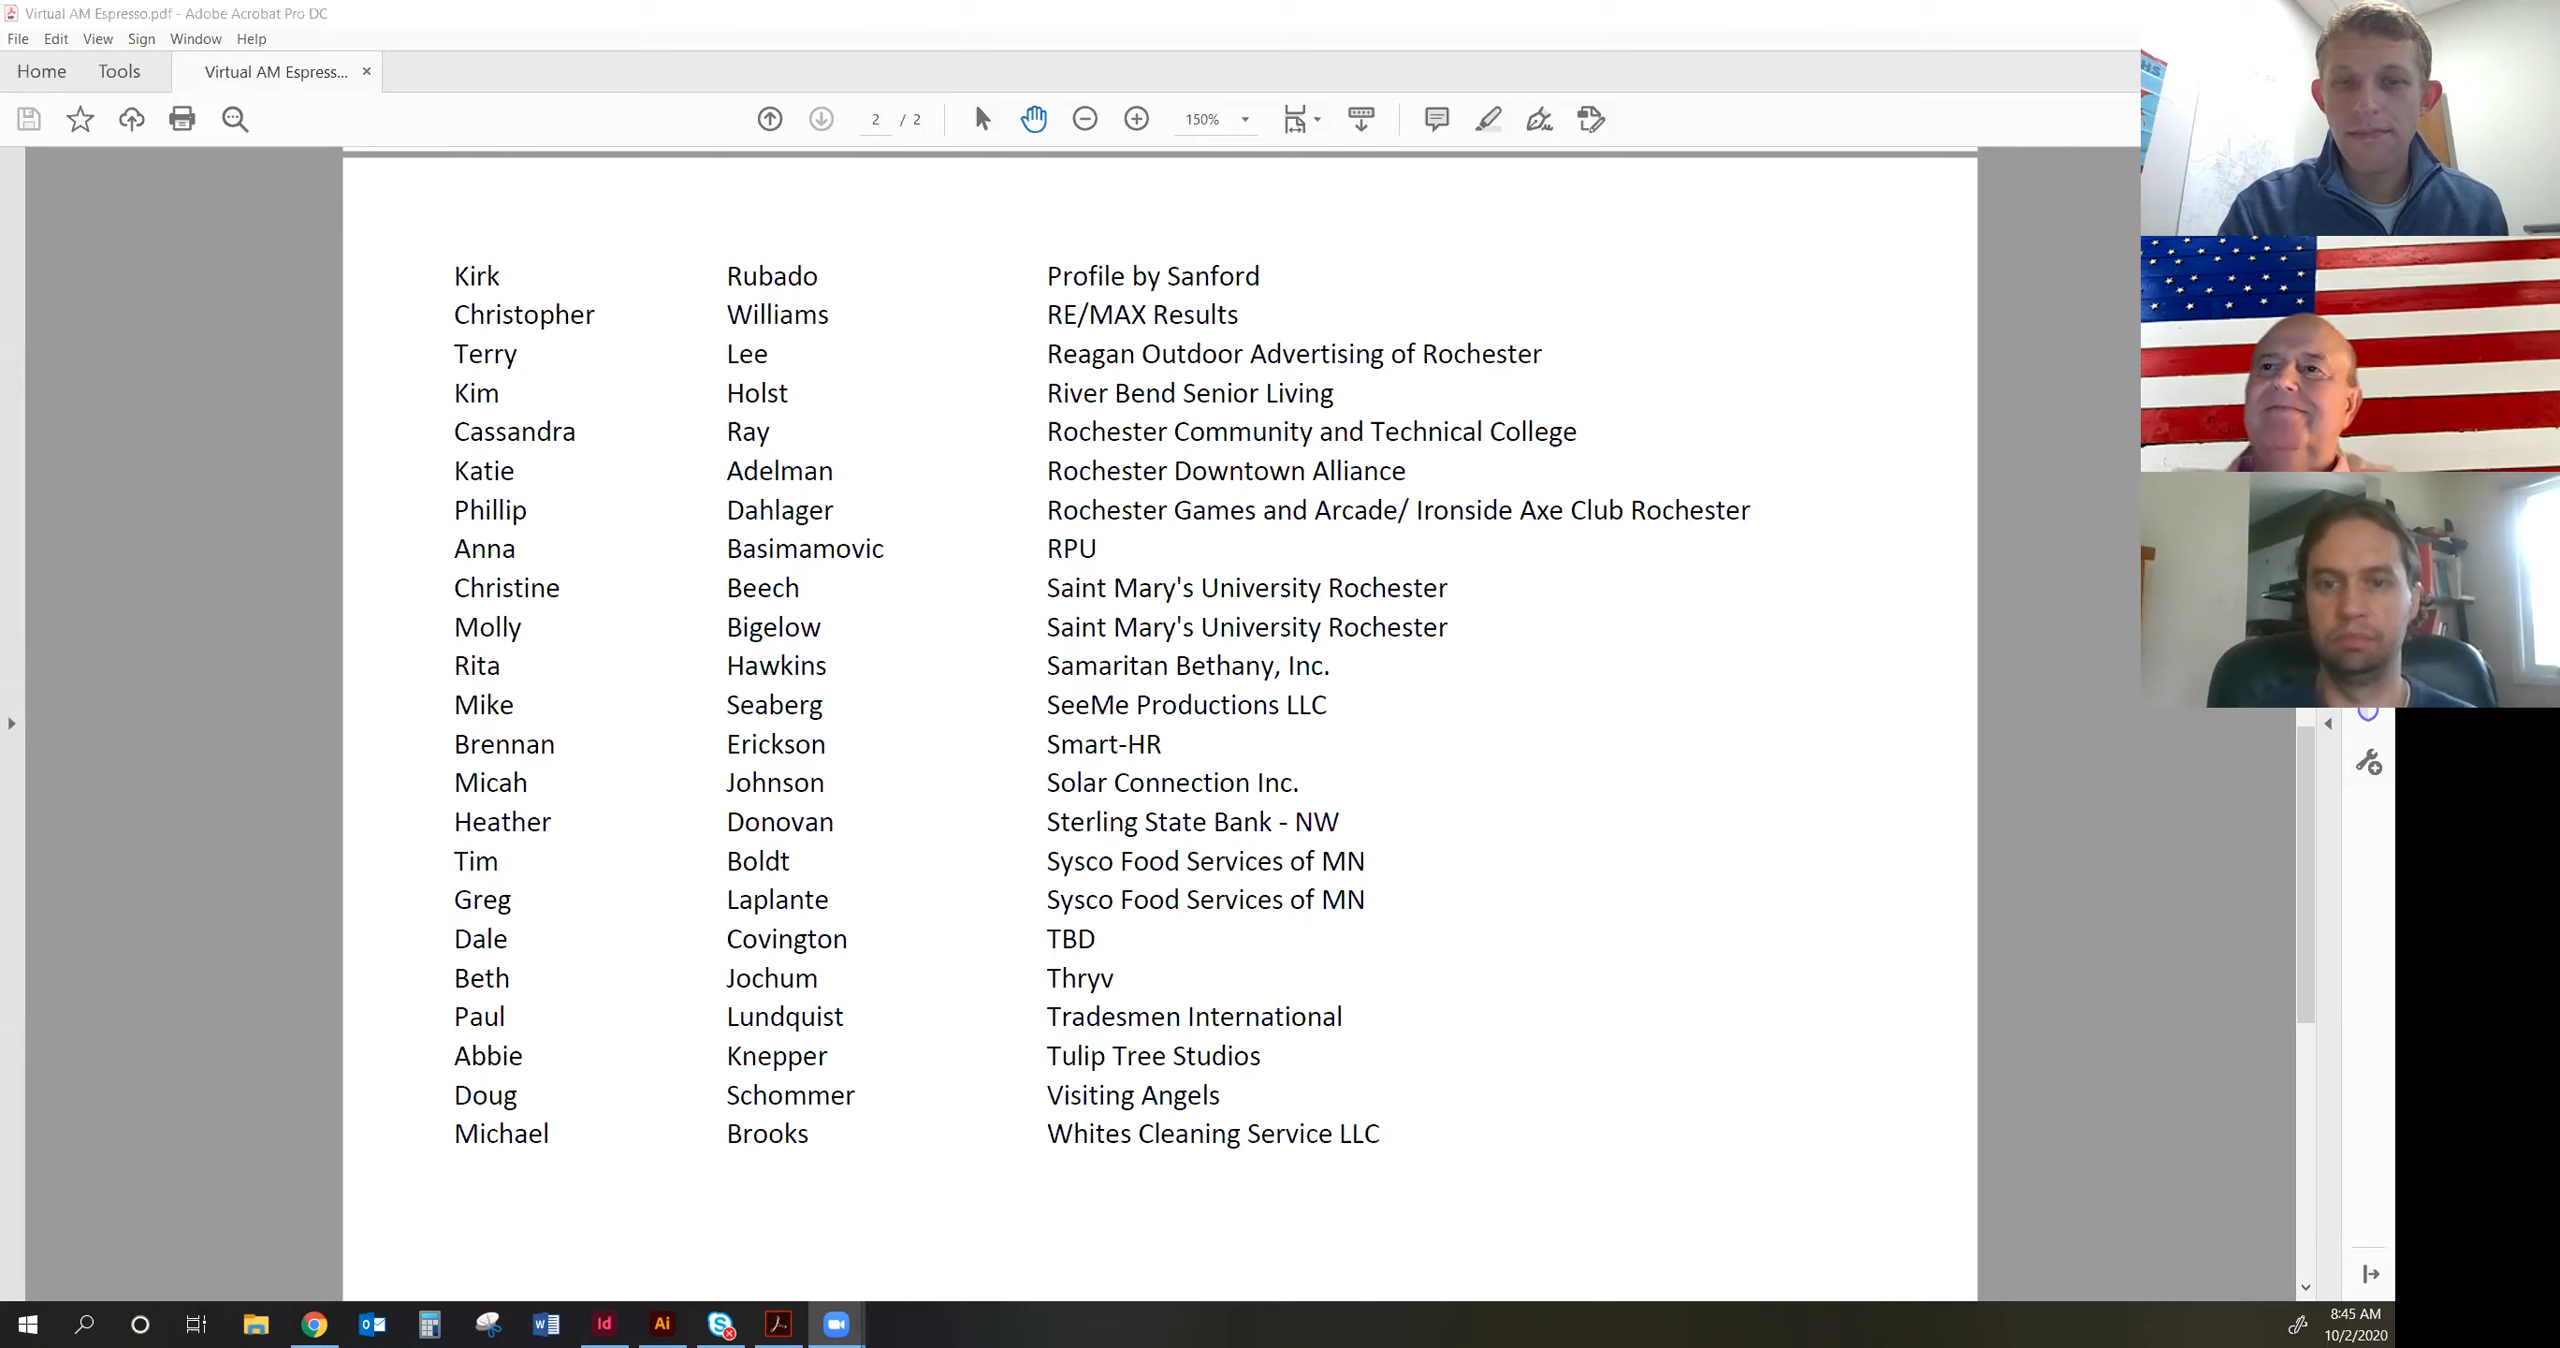 Virtual AM Espresso.pdf - Adobe Acrobat Pro DC
File Edit View Sign Window Help
Home Tools Virtual AM Espress... ×
2 / 2 150%
Kirk Rubado Profile by Sanford
Christopher Williams RE/MAX Results
Terry Lee Reagan Outdoor Advertising of Rochester
Kim Holst River Bend Senior Living
Cassandra Ray Rochester Community and Technical College
Katie Adelman Rochester Downtown Alliance
Phillip Dahlager Rochester Games and Arcade/ Ironside Axe Club Rochester
Anna Basimamovic RPU
Christine Beech Saint Mary's University Rochester
Molly Bigelow Saint Mary's University Rochester
Rita Hawkins Samaritan Bethany, Inc.
Mike Seaberg SeeMe Productions LLC
Brennan Erickson Smart-HR
Micah Johnson Solar Connection Inc.
Heather Donovan Sterling State Bank - NW
Tim Boldt Sysco Food Services of MN
Greg Laplante Sysco Food Services of MN
Dale Covington TBD
Beth Jochum Thryv
Paul Lundquist Tradesmen International
Abbie Knepper Tulip Tree Studios
Doug Schommer Visiting Angels
Michael Brooks Whites Cleaning Service LLC
Id Ai
8:45 AM
10/2/2020